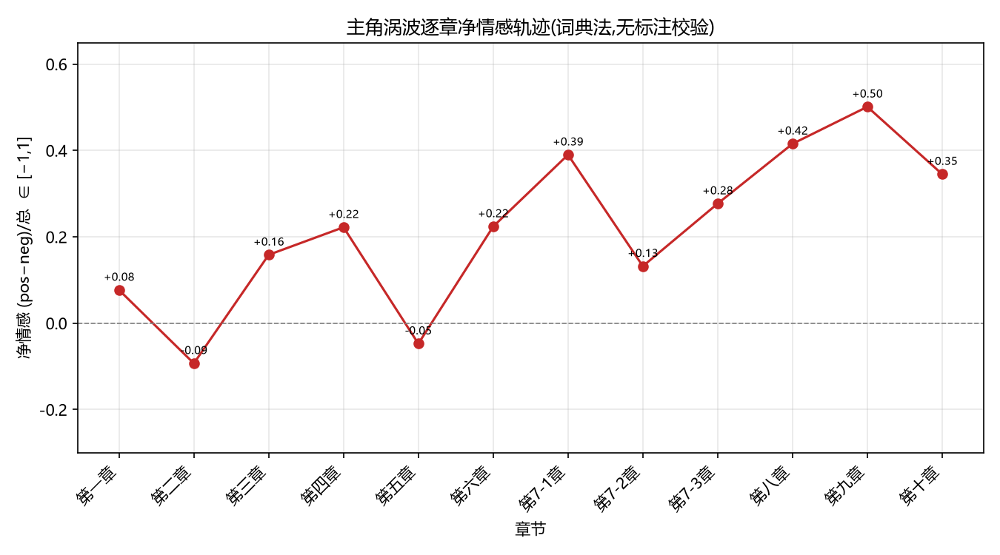 主角涡波逐章净情感轨迹(词典法,无标注校验)
净情感 (pos−neg)/总 ∈ [−1,1]
0.6
0.4
0.2
0.0
-0.2
+0.08
-0.09
+0.16
+0.22
-0.05
+0.22
+0.39
+0.13
+0.28
+0.42
+0.50
+0.35
第一章
第二章
第三章
第四章
第五章
第六章
第7-1章
第7-2章
第7-3章
第八章
第九章
第十章
章节